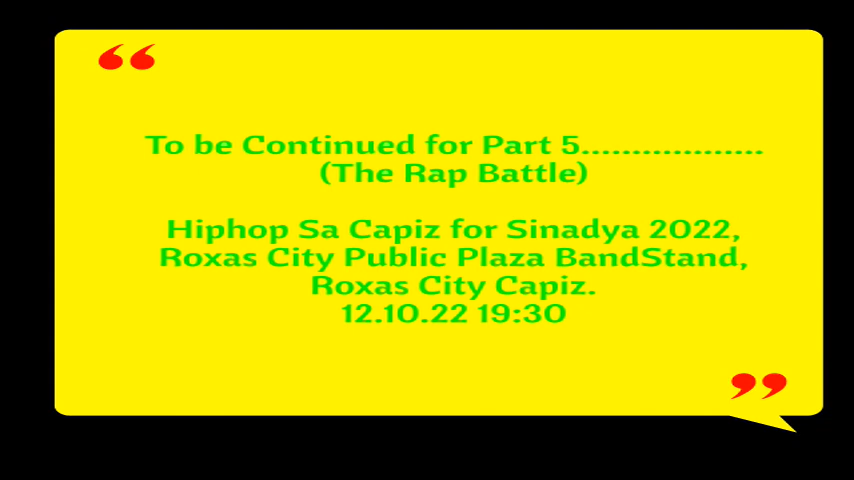 “
To be Continued for Part 5..................
(The Rap Battle)
Hiphop Sa Capiz for Sinadya 2022,
Roxas City Public Plaza BandStand,
Roxas City Capiz.
12.10.22 19:30
”